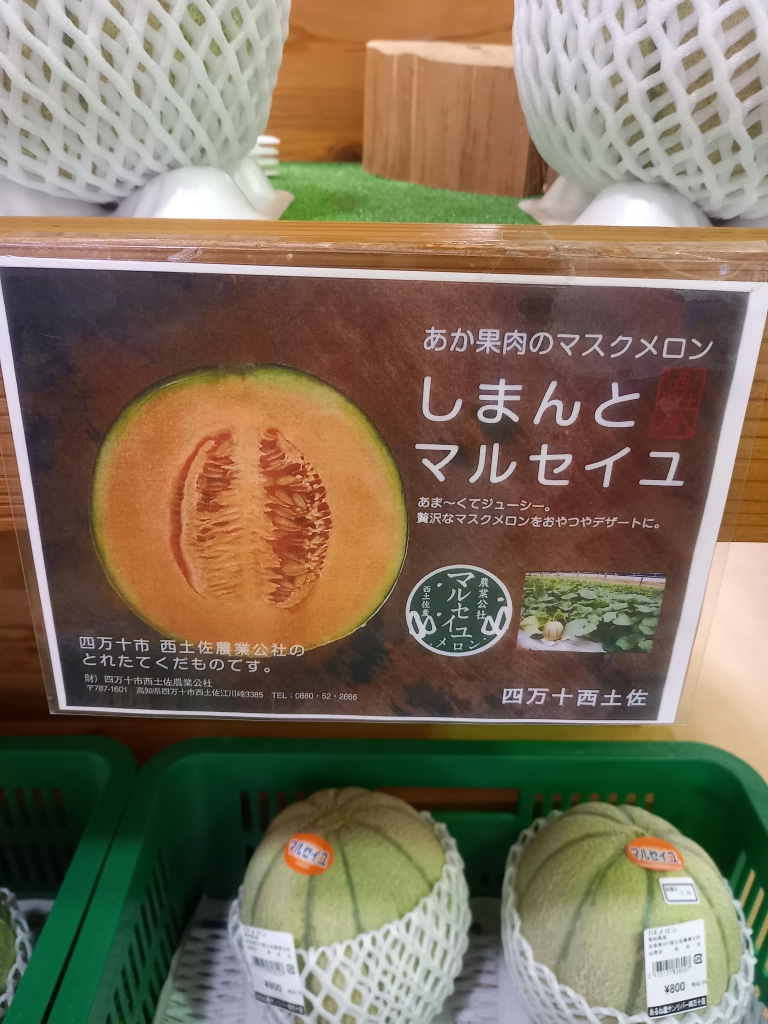 あか果肉のマスクメロン
しまんと
マルセイユ
あま〜くてジューシー。
贅沢なマスクメロンをおやつやデザートに。
農業公社
マルセイユ
西土佐産
メロン
四万十市 西土佐農業公社の
とれたてくだものです。
財）四万十市西土佐農業公社
〒787-1601 高知県四万十市西土佐江川崎3385 TEL：0880・52・2666
四万十西土佐
マルセイユ
マルセイユ
¥800
¥800